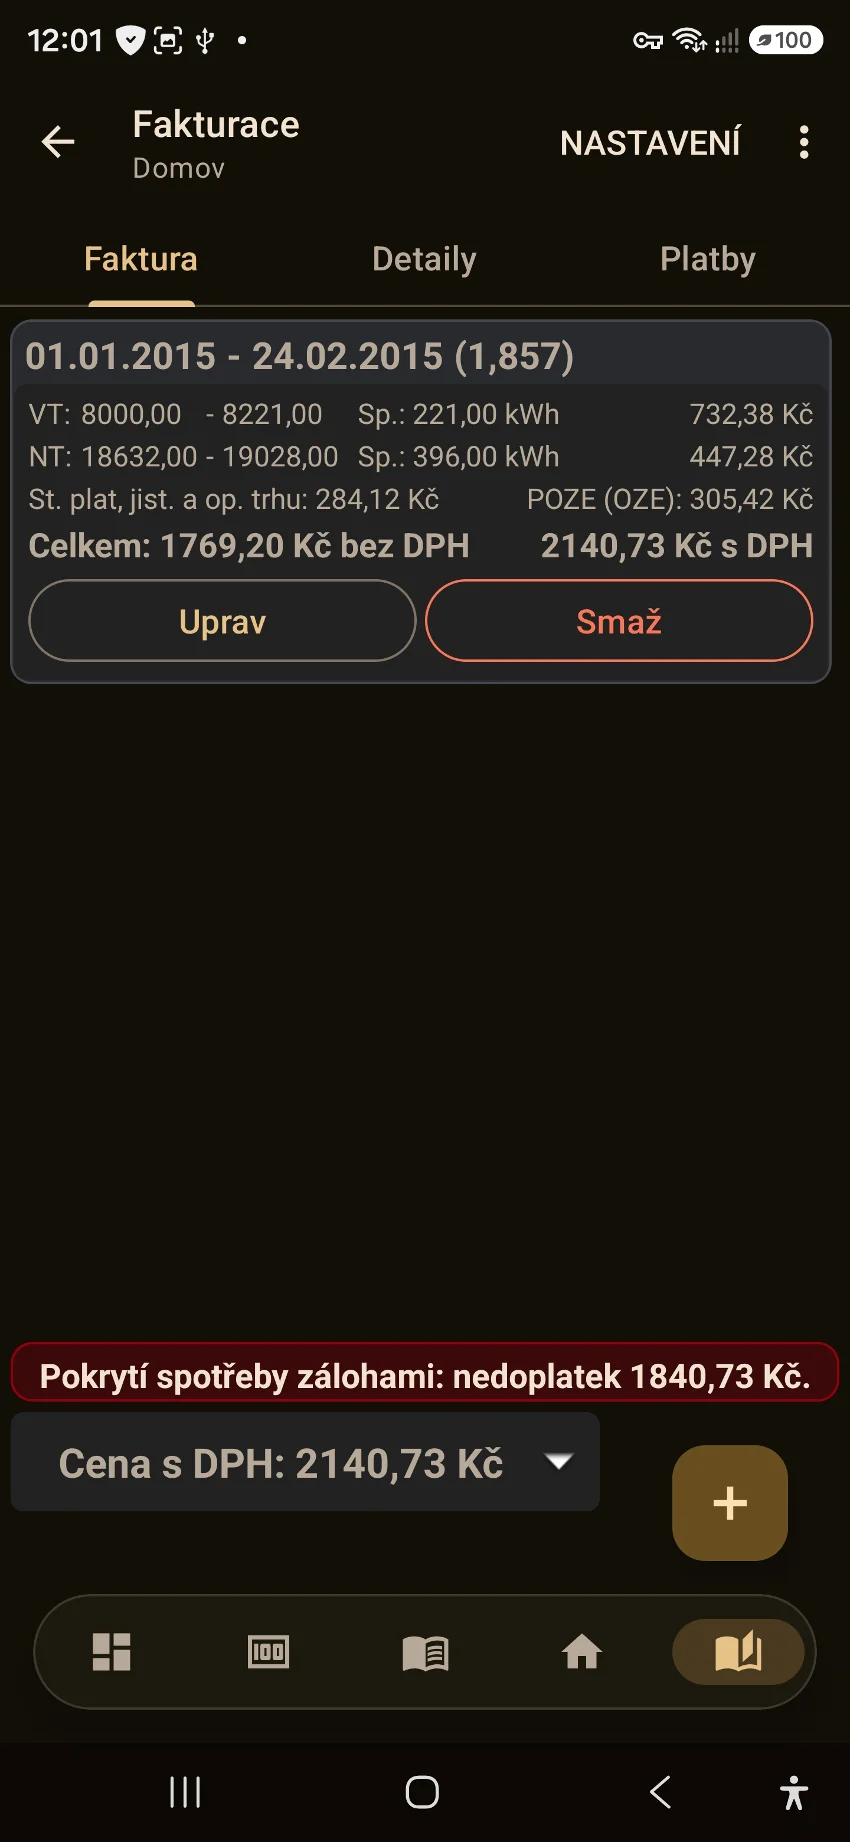 12:01
100
Fakturace
Domov
NASTAVENÍ
Faktura Detaily Platby
01.01.2015 - 24.02.2015 (1,857)
VT: 8000,00 - 8221,00 Sp.: 221,00 kWh 732,38 Kč
NT: 18632,00 - 19028,00 Sp.: 396,00 kWh 447,28 Kč
St. plat, jist. a op. trhu: 284,12 Kč POZE (OZE): 305,42 Kč
Celkem: 1769,20 Kč bez DPH 2140,73 Kč s DPH
Uprav Smaž
Pokrytí spotřeby zálohami: nedoplatek 1840,73 Kč.
Cena s DPH: 2140,73 Kč
+
100